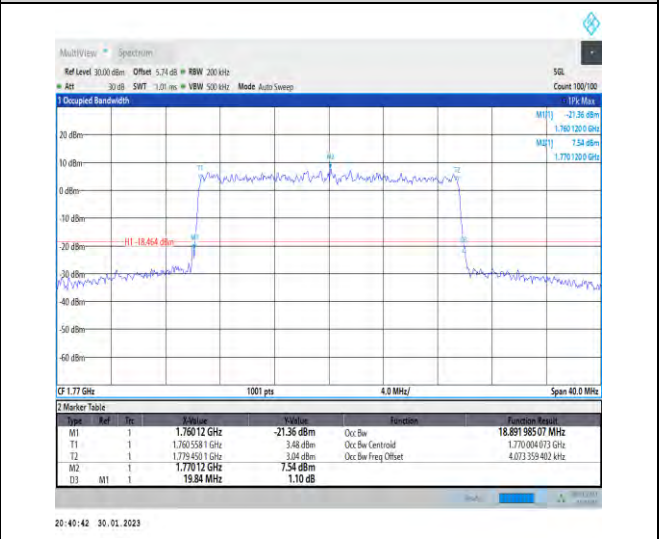 MultiView Spectrum
Ref Level 30.00 dBm Offset 5.74 dB RBW 200 kHz SGL
Att 30 dB SWT 1.01 ms VBW 500 kHz Mode Auto Sweep Count 100/100
1 Occupied Bandwidth 1Pk Max
M1[1] -21.36 dBm
1.760 120 0 GHz
M2[1] 7.54 dBm
1.770 120 0 GHz
20 dBm
10 dBm
0 dBm
-10 dBm
-20 dBm
-30 dBm
-40 dBm
-50 dBm
-60 dBm
T1
M2
T2
M1
H1 -18.464 dBm
CF 1.77 GHz 1001 pts 4.0 MHz/ Span 40.0 MHz
2 Marker Table
Type Ref Trc X-Value Y-Value Function Function Result
M1 1 1.76012 GHz -21.36 dBm Occ Bw 18.891 985 07 MHz
T1 1 1.760 558 1 GHz 3.48 dBm Occ Bw Centroid 1.770 004 073 GHz
T2 1 1.779 450 1 GHz 3.04 dBm Occ Bw Freq Offset 4.073 359 402 kHz
M2 1 1.77012 GHz 7.54 dBm
D3 M1 1 19.84 MHz 1.10 dB
20:40:42 30.01.2023